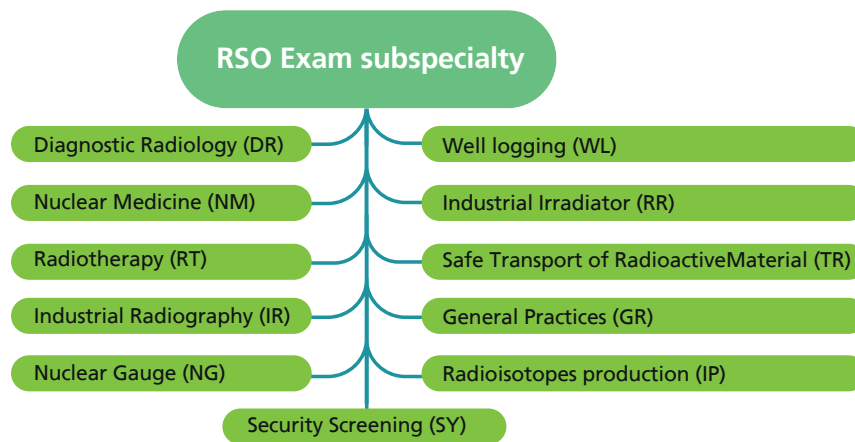 RSO Exam subspecialty
Diagnostic Radiology (DR)
Well logging (WL)
Nuclear Medicine (NM)
Industrial Irradiator (RR)
Radiotherapy (RT)
Safe Transport of RadioactiveMaterial (TR)
Industrial Radiography (IR)
General Practices (GR)
Nuclear Gauge (NG)
Radioisotopes production (IP)
Security Screening (SY)